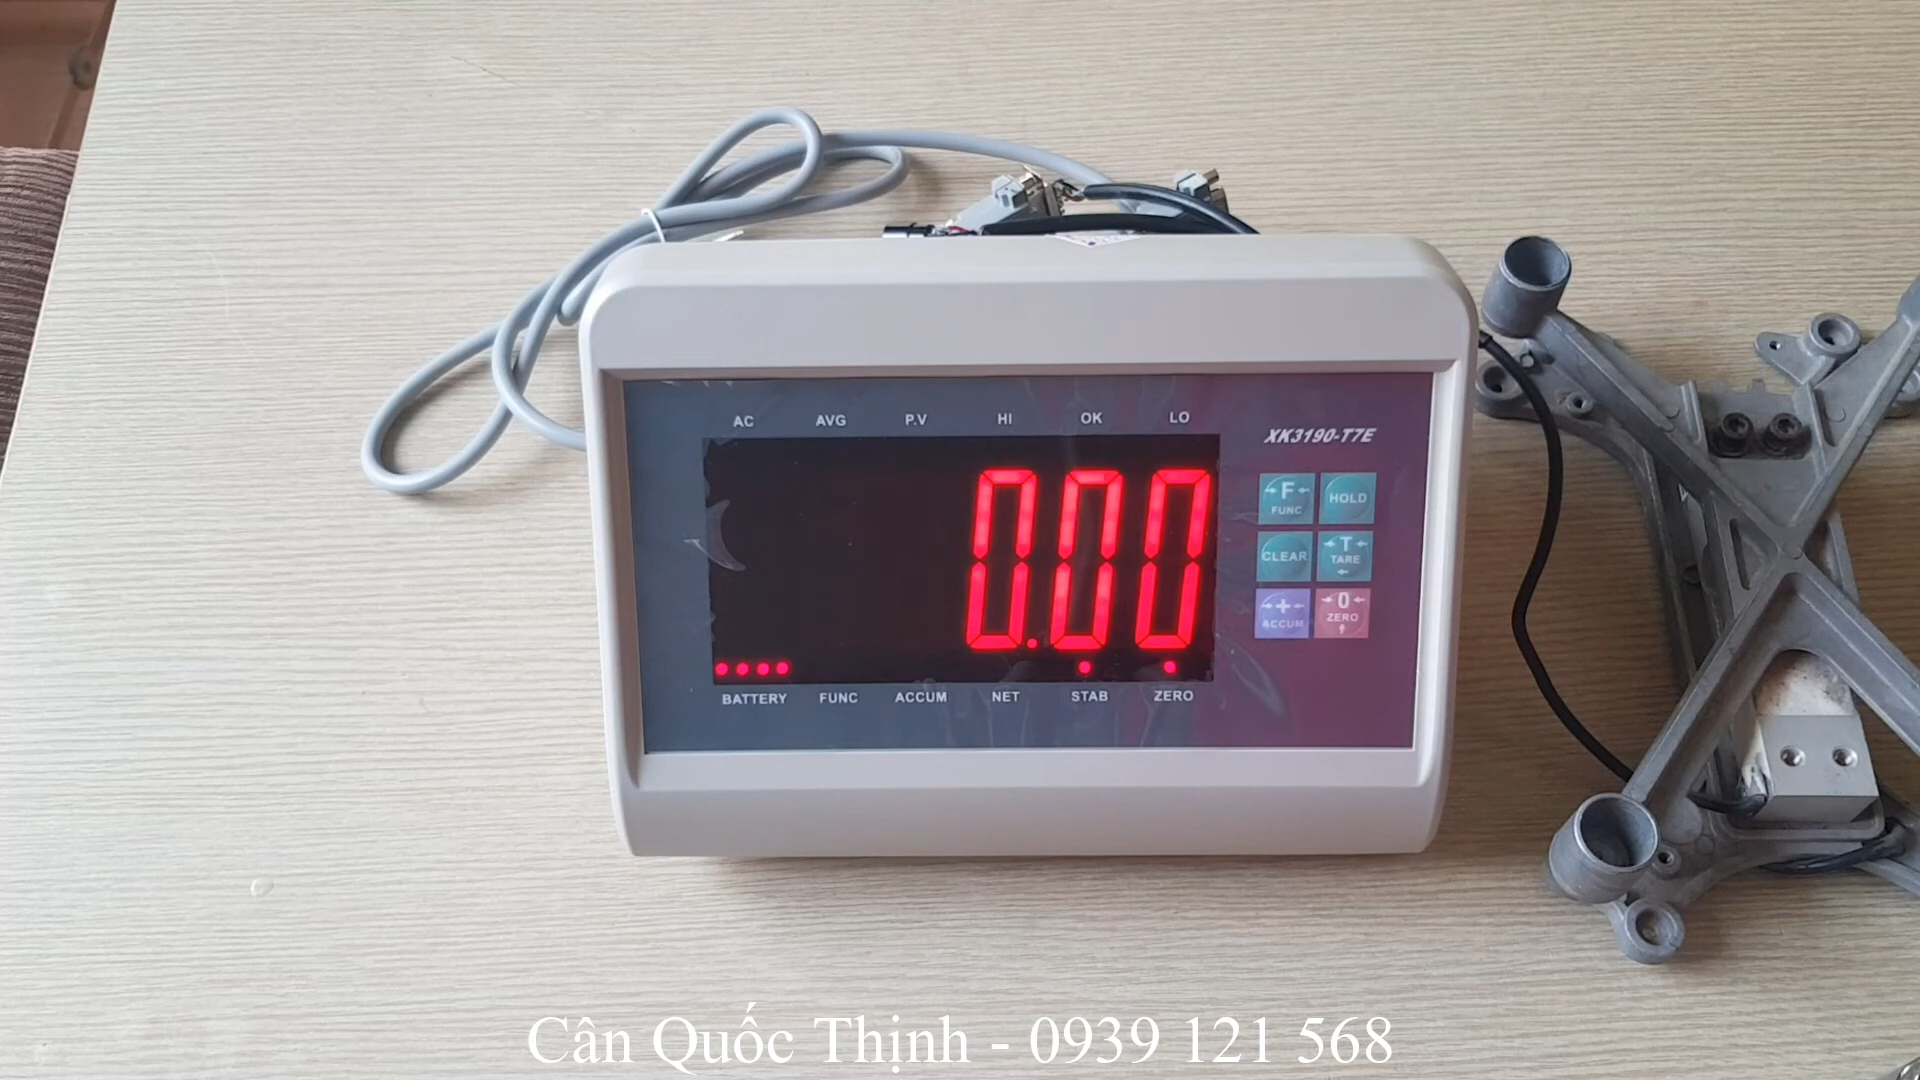 AC AVG P.V HI OK LO
XK3190-T7E
0.00
F FUNC HOLD
CLEAR T TARE
+ ACCUM 0 ZERO
BATTERY FUNC ACCUM NET STAB ZERO
Cân Quốc Thịnh - 0939 121 568